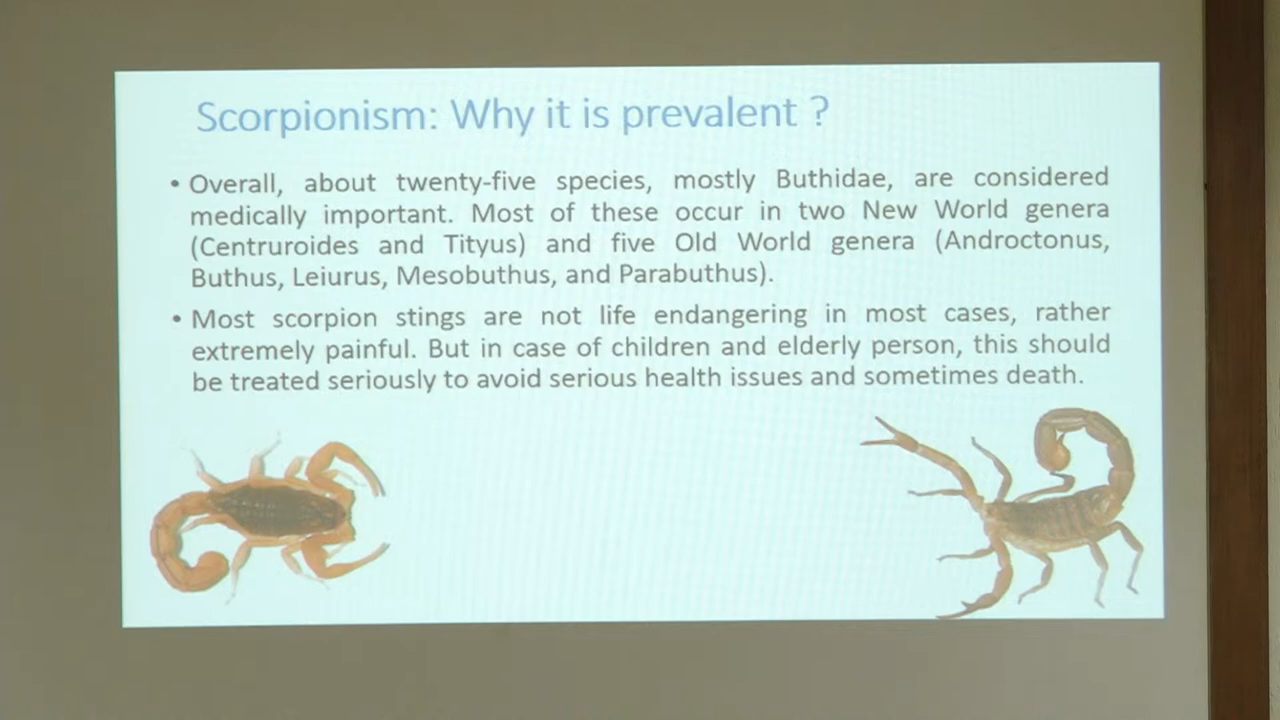 Scorpionism: Why it is prevalent ?
• Overall, about twenty-five species, mostly Buthidae, are considered
medically important. Most of these occur in two New World genera
(Centruroides and Tityus) and five Old World genera (Androctonus,
Buthus, Leiurus, Mesobuthus, and Parabuthus).
• Most scorpion stings are not life endangering in most cases, rather
extremely painful. But in case of children and elderly person, this should
be treated seriously to avoid serious health issues and sometimes death.